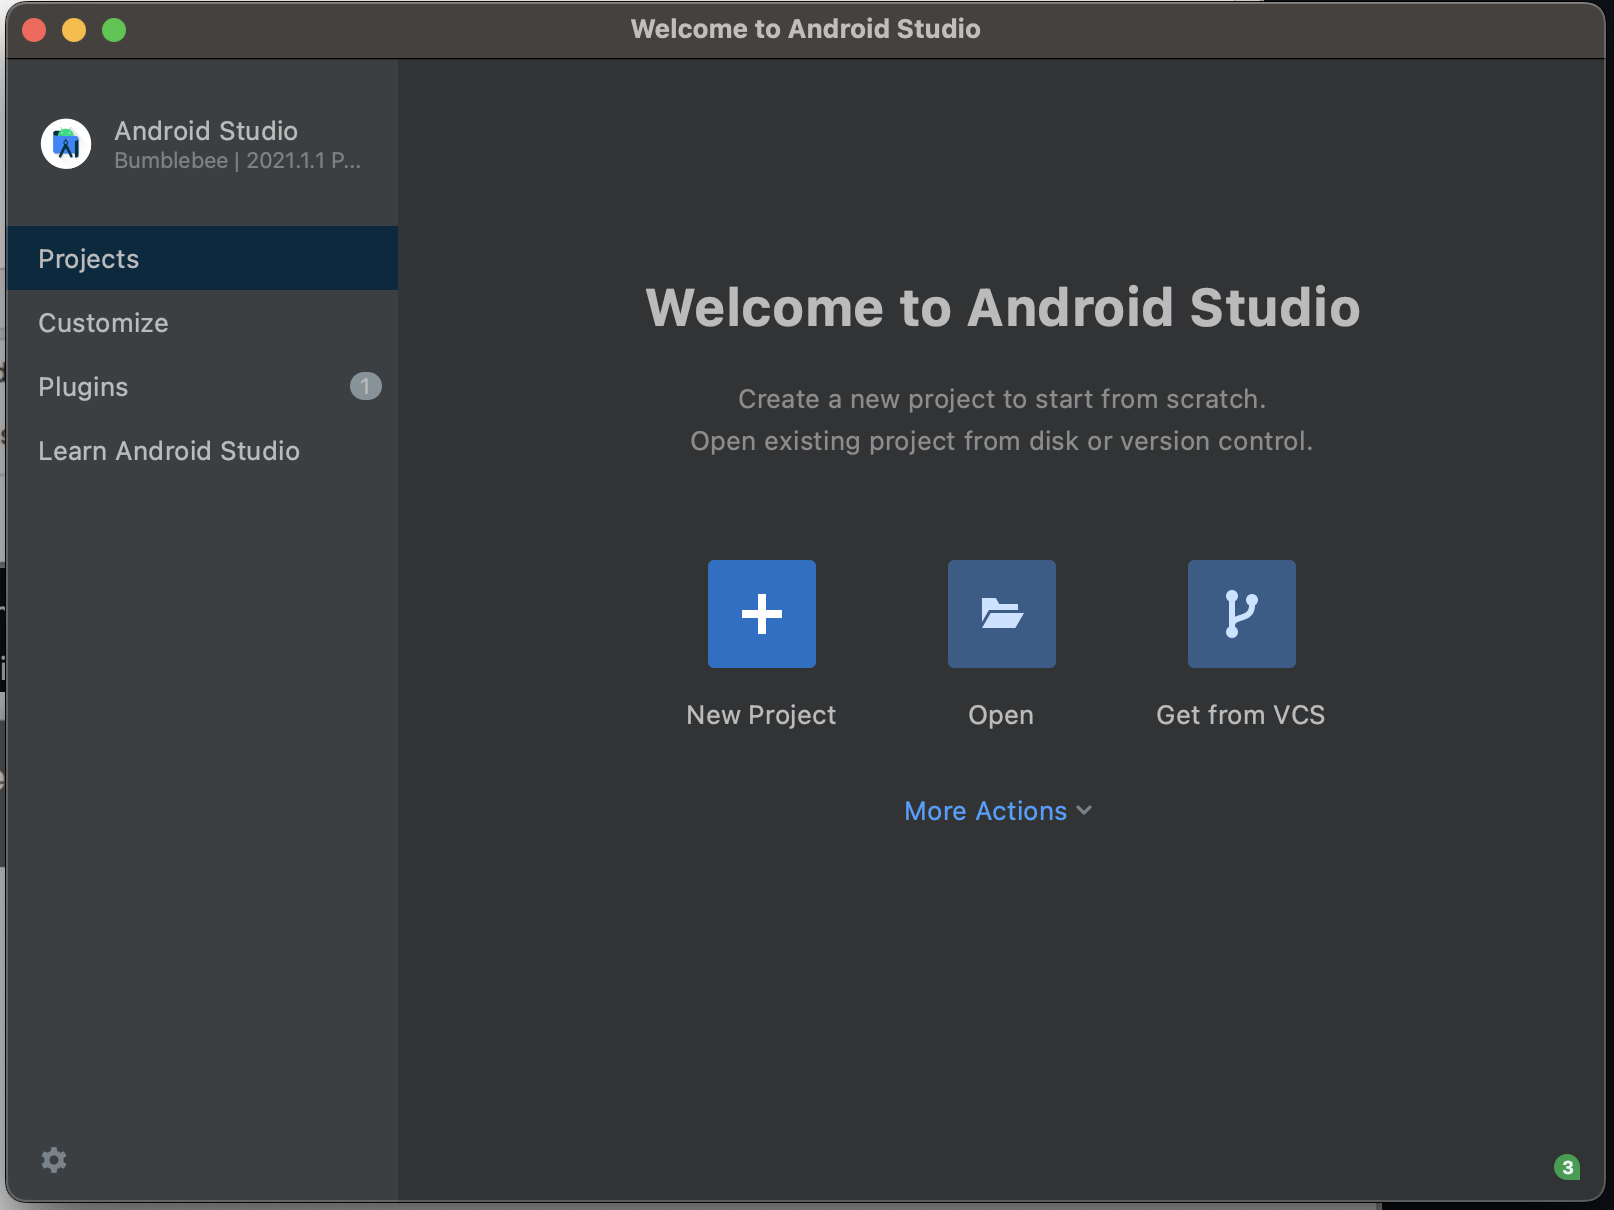 Welcome to Android Studio
Android Studio
Bumblebee | 2021.1.1 P...
Projects
Customize
Plugins
1
Learn Android Studio
Welcome to Android Studio
Create a new project to start from scratch.
Open existing project from disk or version control.
New Project
Open
Get from VCS
More Actions
3